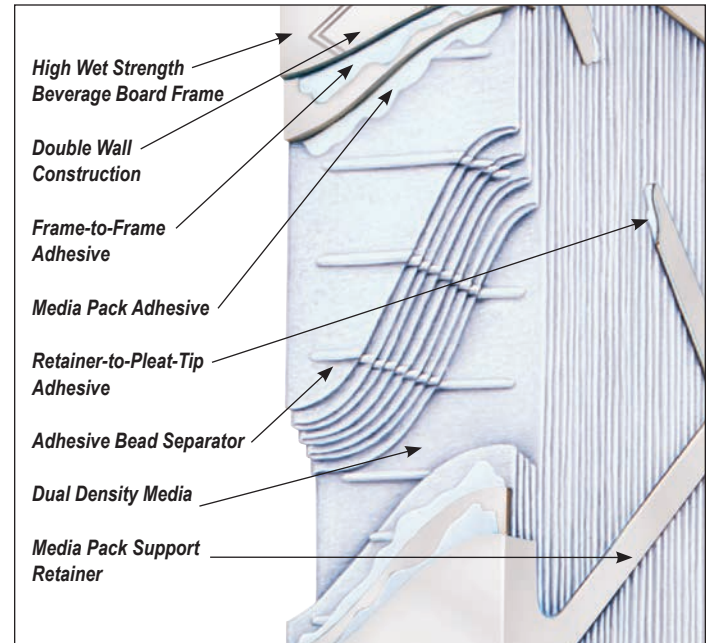 High Wet Strength
Beverage Board Frame
Double Wall
Construction
Frame-to-Frame
Adhesive
Media Pack Adhesive
Retainer-to-Pleat-Tip
Adhesive
Adhesive Bead Separator
Dual Density Media
Media Pack Support
Retainer